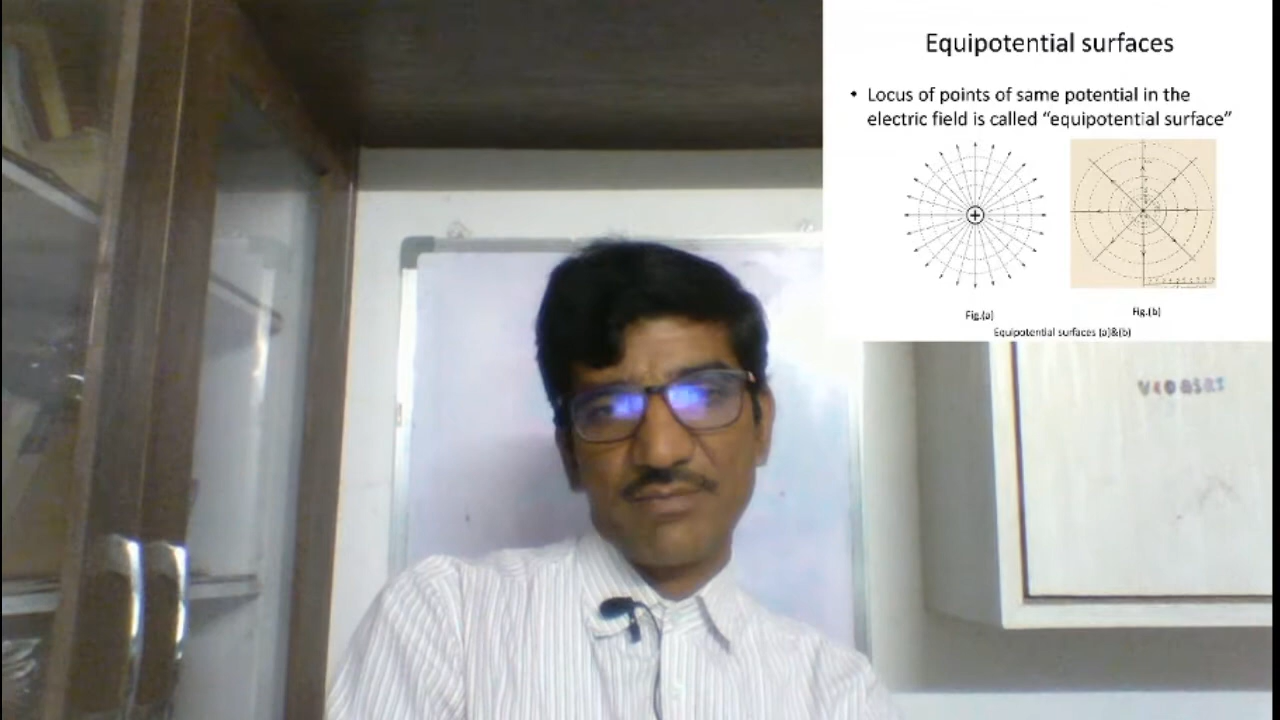 Equipotential surfaces
• Locus of points of same potential in the
electric field is called “equipotential surface”
+
Fig.(a)
Fig.(b)
Equipotential surfaces (a)&(b)